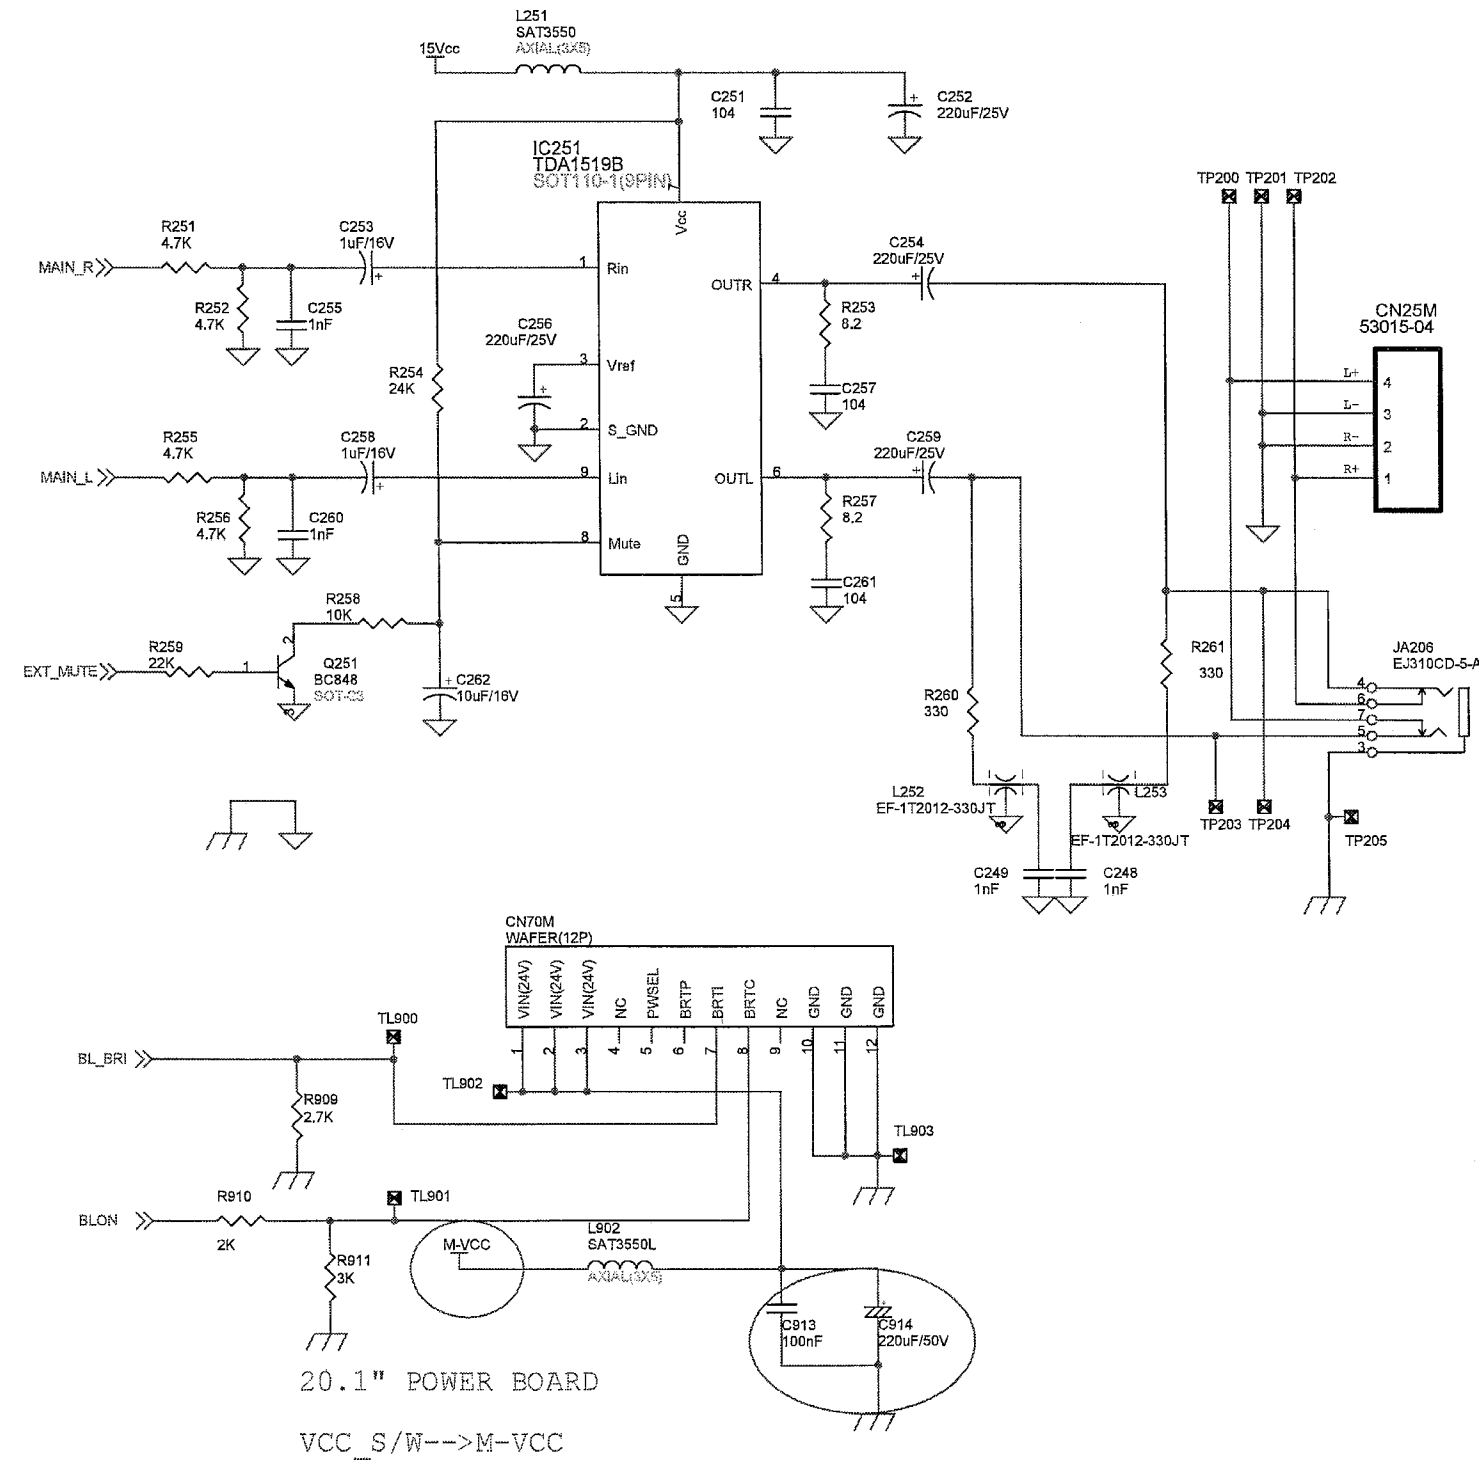 L251
SAT3550
AXIAL(3X5)
15Vcc
C251
104
C252
220uF/25V
IC251
TDA1519B
SOT110-1(9PIN)
7
Vcc
TP200
TP201
TP202
R251
4.7K
C253
1uF/16V
MAIN_R
+
1
Rin
R252
4.7K
C255
1nF
C254
220uF/25V
OUTR
4
R253
8.2
CN25M
53015-04
C256
220uF/25V
3
Vref
R254
24K
C257
104
L+
4
L-
3
R-
2
R+
1
2
S_GND
R255
4.7K
C258
1uF/16V
C259
220uF/25V
MAIN_L
+
9
Lin
OUTL
6
R256
4.7K
C260
1nF
R257
8.2
8
Mute
GND
5
C261
104
R258
10K
R259
22K
EXT_MUTE
1
2
3
Q251
BC848
SOT-23
C262
10uF/16V
R261
330
R260
330
JA206
EJ310CD-5-A
4
6
7
5
3
L252
EF-1T2012-330JT
L253
EF-1T2012-330JT
TP203
TP204
TP205
C249
1nF
C248
1nF
CN70M
WAFER(12P)
VIN(24V)
VIN(24V)
VIN(24V)
NC
PWSEL
BRTP
BRTI
BRTC
NC
GND
GND
GND
1
2
3
4
5
6
7
8
9
10
11
12
TL900
BL_BRI
TL902
R909
2.7K
TL903
R910
TL901
BLON
2K
R911
3K
M-VCC
L902
SAT3550L
AXIAL(3X5)
C913
100nF
C914
220uF/50V
20.1" POWER BOARD
VCC_S/W-->M-VCC